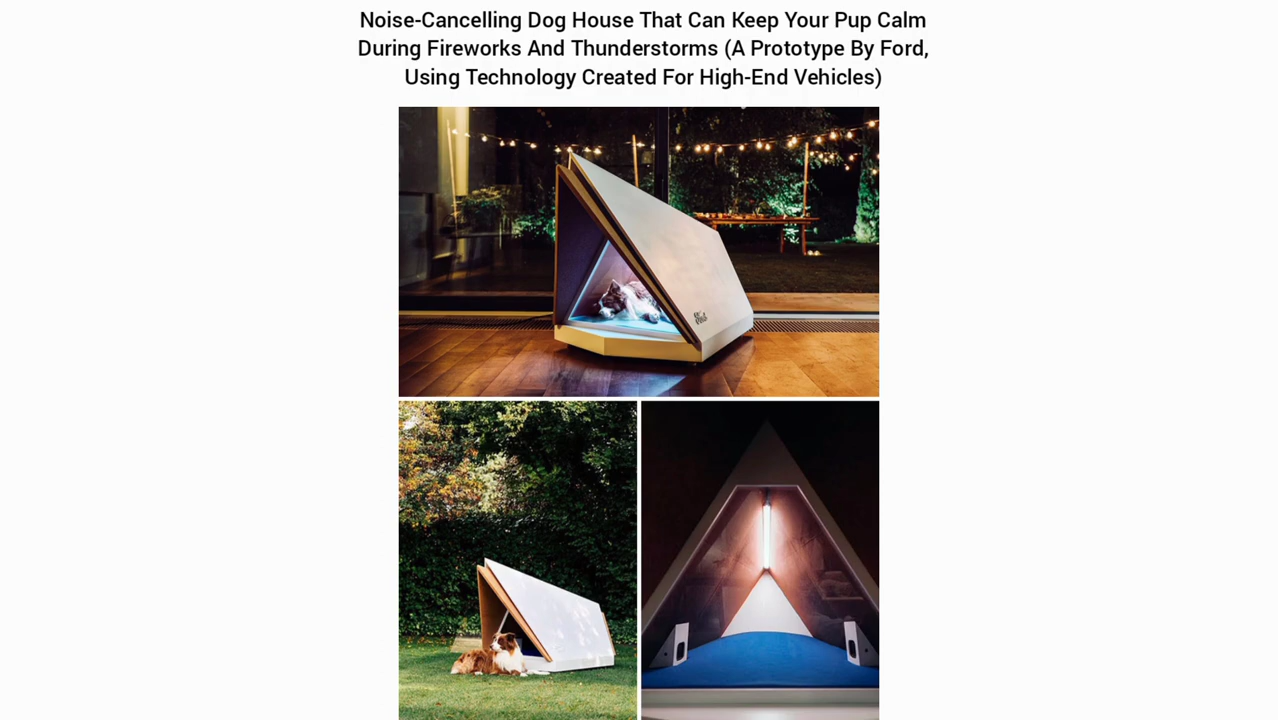 Noise-Cancelling Dog House That Can Keep Your Pup Calm
During Fireworks And Thunderstorms (A Prototype By Ford,
Using Technology Created For High-End Vehicles)